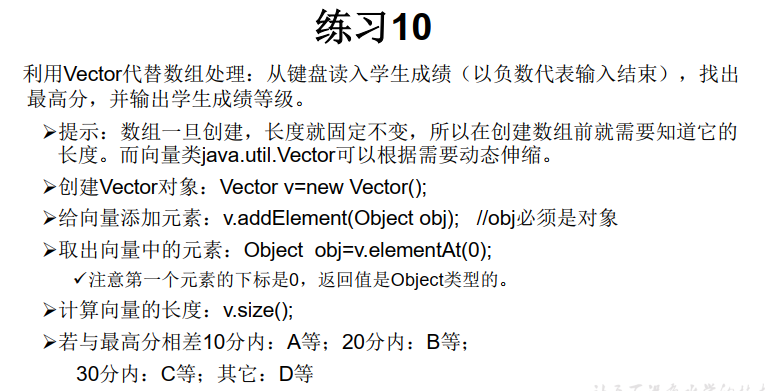 练习10
利用Vector代替数组处理：从键盘读入学生成绩（以负数代表输入结束），找出
最高分，并输出学生成绩等级。
➢提示：数组一旦创建，长度就固定不变，所以在创建数组前就需要知道它的
长度。而向量类java.util.Vector可以根据需要动态伸缩。
➢创建Vector对象：Vector v=new Vector();
➢给向量添加元素：v.addElement(Object obj); //obj必须是对象
➢取出向量中的元素：Object obj=v.elementAt(0);
✓注意第一个元素的下标是0，返回值是Object类型的。
➢计算向量的长度：v.size();
➢若与最高分相差10分内：A等；20分内：B等；
30分内：C等；其它：D等